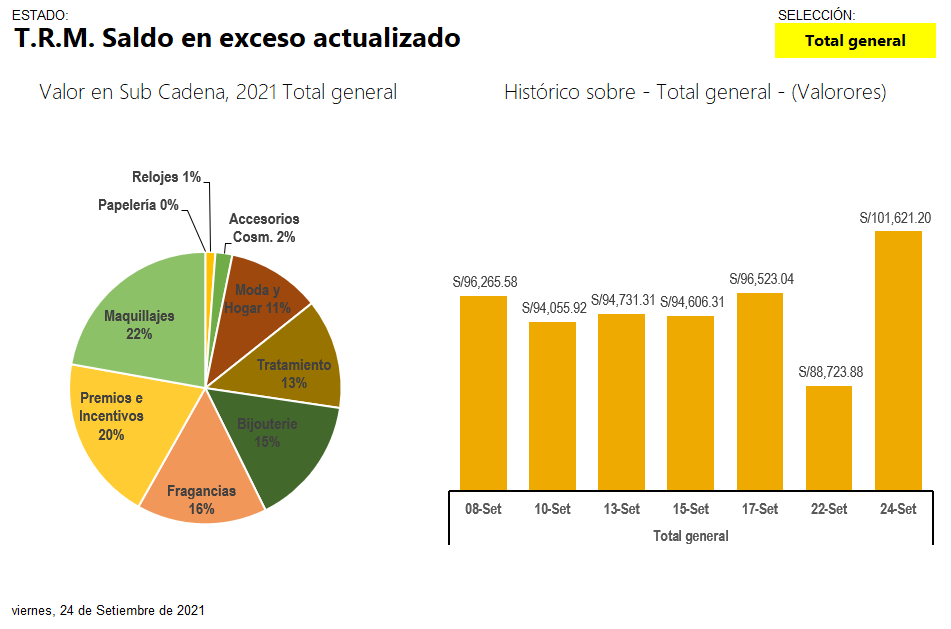 ESTADO:
T.R.M. Saldo en exceso actualizado
SELECCIÓN:
Total general
Valor en Sub Cadena, 2021 Total general
Relojes 1%
Papelería 0%
Accesorios
Cosm. 2%
Moda y
Hogar 11%
Maquillajes
22%
Tratamiento
13%
Premios e
Incentivos
20%
Bijouterie
15%
Fragancias
16%
Histórico sobre - Total general - (Valorores)
S/96,265.58
S/94,055.92
S/94,731.31
S/94,606.31
S/96,523.04
S/88,723.88
S/101,621.20
08-Set
10-Set
13-Set
15-Set
17-Set
22-Set
24-Set
Total general
viernes, 24 de Setiembre de 2021